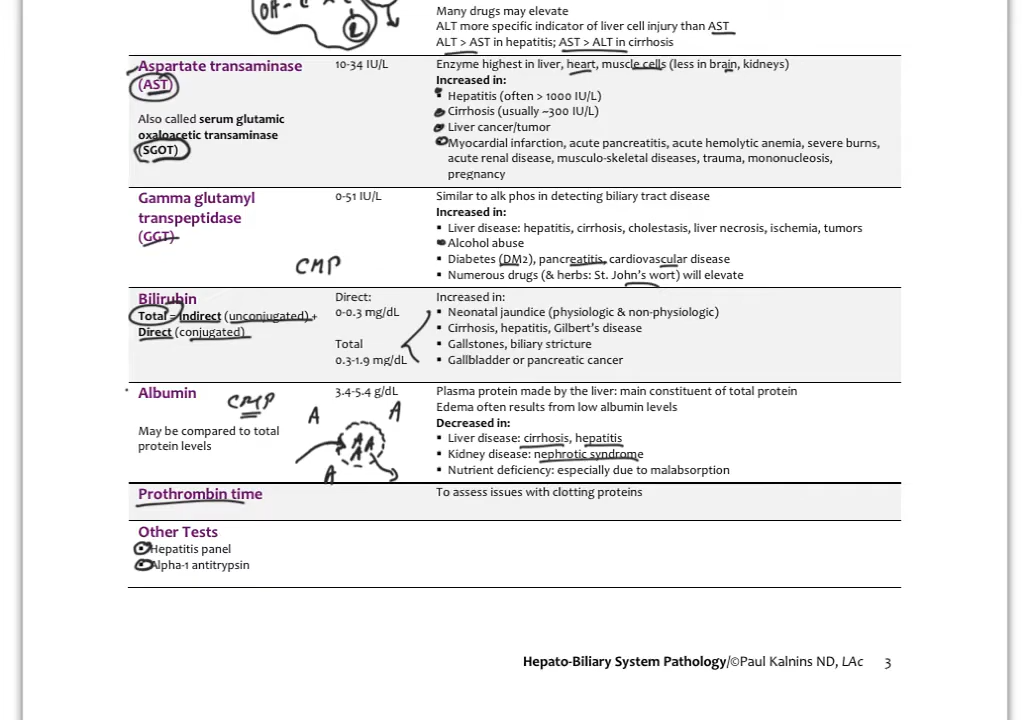 OH - C
Many drugs may elevate
ALT more specific indicator of liver cell injury than AST
ALT > AST in hepatitis; AST > ALT in cirrhosis
Aspartate transaminase
(AST)
Also called serum glutamic
oxaloacetic transaminase
(SGOT)
10-34 IU/L
Enzyme highest in liver, heart, muscle cells (less in brain, kidneys)
Increased in:
▪ Hepatitis (often > 1000 IU/L)
▪ Cirrhosis (usually ~300 IU/L)
▪ Liver cancer/tumor
▪ Myocardial infarction, acute pancreatitis, acute hemolytic anemia, severe burns,
acute renal disease, musculo-skeletal diseases, trauma, mononucleosis,
pregnancy
Gamma glutamyl
transpeptidase
(GGT)
0-51 IU/L
CMP
Similar to alk phos in detecting biliary tract disease
Increased in:
▪ Liver disease: hepatitis, cirrhosis, cholestasis, liver necrosis, ischemia, tumors
▪ Alcohol abuse
▪ Diabetes (DM2), pancreatitis, cardiovascular disease
▪ Numerous drugs (& herbs: St. John's wort) will elevate
Bilirubin
Total = Indirect (unconjugated) +
Direct (conjugated)
Direct:
0-0.3 mg/dL
Total
0.3-1.9 mg/dL
Increased in:
▪ Neonatal jaundice (physiologic & non-physiologic)
▪ Cirrhosis, hepatitis, Gilbert's disease
▪ Gallstones, biliary stricture
▪ Gallbladder or pancreatic cancer
Albumin
CMP
May be compared to total
protein levels
3.4-5.4 g/dL
A A
AA
A
A
Plasma protein made by the liver: main constituent of total protein
Edema often results from low albumin levels
Decreased in:
▪ Liver disease: cirrhosis, hepatitis
▪ Kidney disease: nephrotic syndrome
▪ Nutrient deficiency: especially due to malabsorption
Prothrombin time
To assess issues with clotting proteins
Other Tests
▪ Hepatitis panel
▪ Alpha-1 antitrypsin
Hepato-Biliary System Pathology/©Paul Kalnins ND, LAc 3